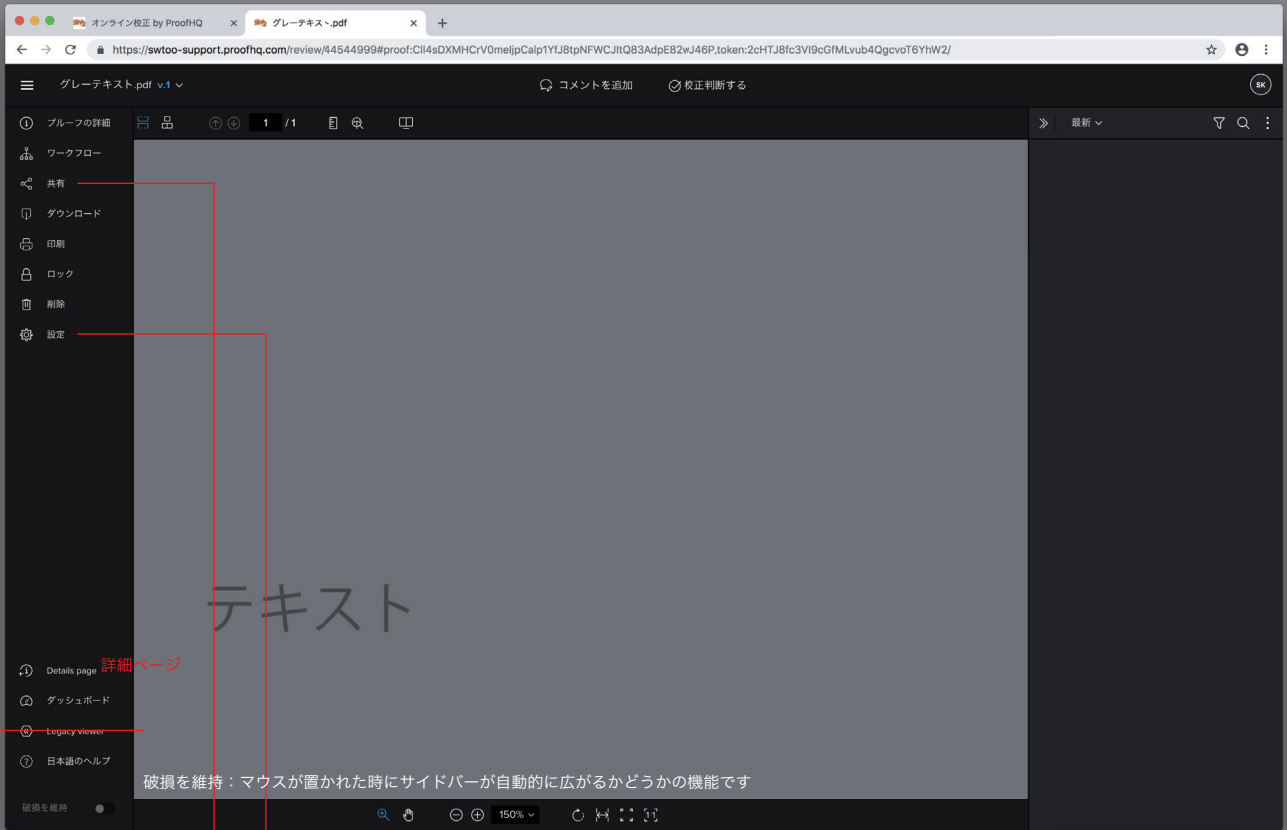 オンライン校正 by ProofHQ
グレーテキスト.pdf
https://swtoo-support.proofhq.com/review/44544999#proof:CIl4sDXMHCrV0meljpCalp1YfJ8tpNFWCJItQ83AdpE82wJ46P,token:2cHTJ8fc3VI9cGfMLvub4QgcvoT6YhW2/
グレーテキスト.pdf v.1
コメントを追加
校正判断する
SK
プルーフの詳細
1 / 1
最新
ワークフロー
共有
ダウンロード
印刷
ロック
削除
設定
テキスト
Details page 詳細ページ
ダッシュボード
Legacy viewer
日本語のヘルプ
破損を維持：マウスが置かれた時にサイドバーが自動的に広がるかどうかの機能です
破損を維持
150%
1:1